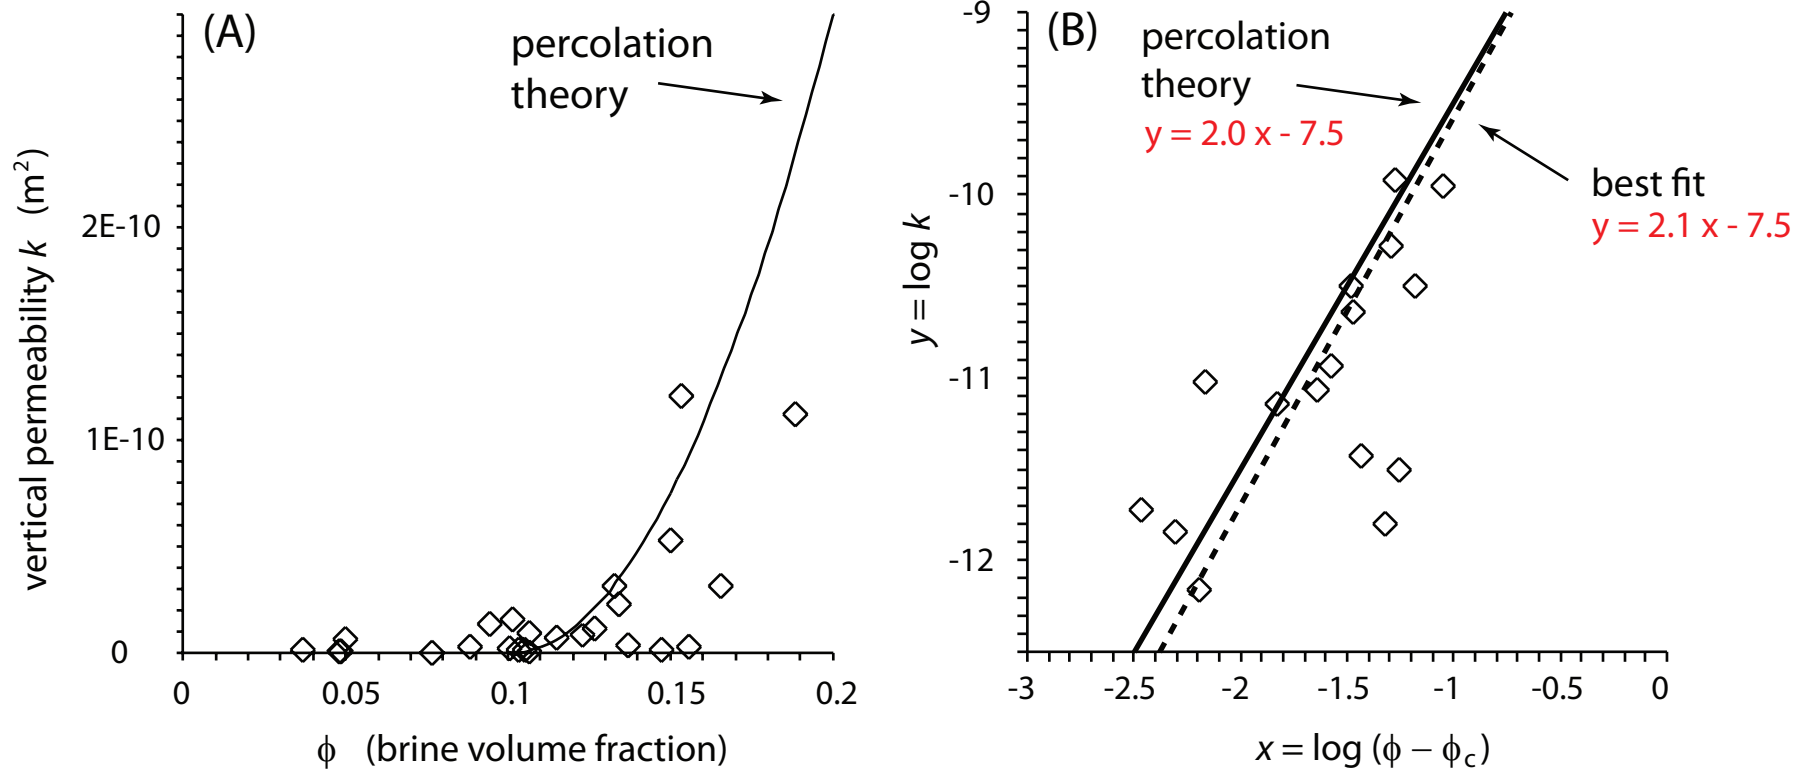 (A)
percolation
theory
vertical permeability k (m²)
2E-10
1E-10
0
0 0.05 0.1 0.15 0.2
ϕ (brine volume fraction)
(B)
percolation
theory
y = 2.0 x - 7.5
best fit
y = 2.1 x - 7.5
y = log k
-9
-10
-11
-12
-3 -2.5 -2 -1.5 -1 -0.5 0
x = log (ϕ − ϕc)